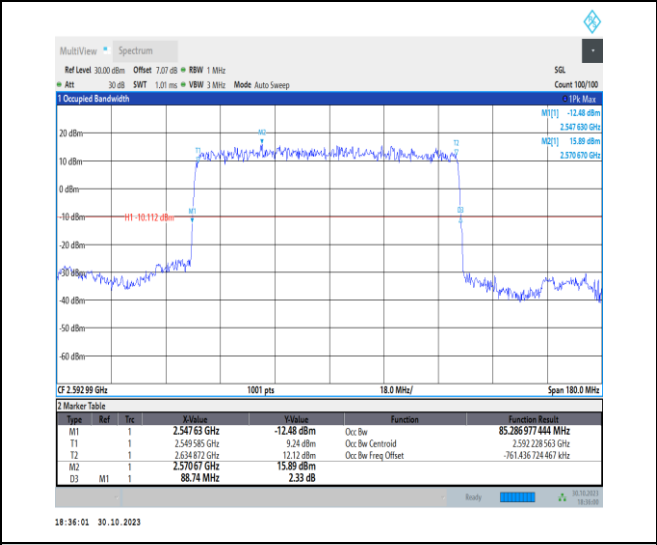 MultiView Spectrum
Ref Level 30.00 dBm Offset 7.07 dB RBW 1 MHz SGL
Att 30 dB SWT 1.01 ms VBW 3 MHz Mode Auto Sweep Count 100/100
1 Occupied Bandwidth 1Pk Max
M1[1] -12.48 dBm
2.547 630 GHz
M2[1] 15.89 dBm
2.570 670 GHz
20 dBm
M2
T1
T2
10 dBm
0 dBm
M1
D3
-10 dBm
H1 -10.112 dBm
-20 dBm
-30 dBm
-40 dBm
-50 dBm
-60 dBm
CF 2.592 99 GHz 1001 pts 18.0 MHz/ Span 180.0 MHz
2 Marker Table
Type Ref Trc X-Value Y-Value Function Function Result
M1 1 2.547 63 GHz -12.48 dBm Occ Bw 85.286 977 444 MHz
T1 1 2.549 585 GHz 9.24 dBm Occ Bw Centroid 2.592 228 563 GHz
T2 1 2.634 872 GHz 12.12 dBm Occ Bw Freq Offset -761.436 724 467 kHz
M2 1 2.570 67 GHz 15.89 dBm
D3 M1 1 88.74 MHz 2.33 dB
Ready 30.10.2023
18:36:00
18:36:01 30.10.2023